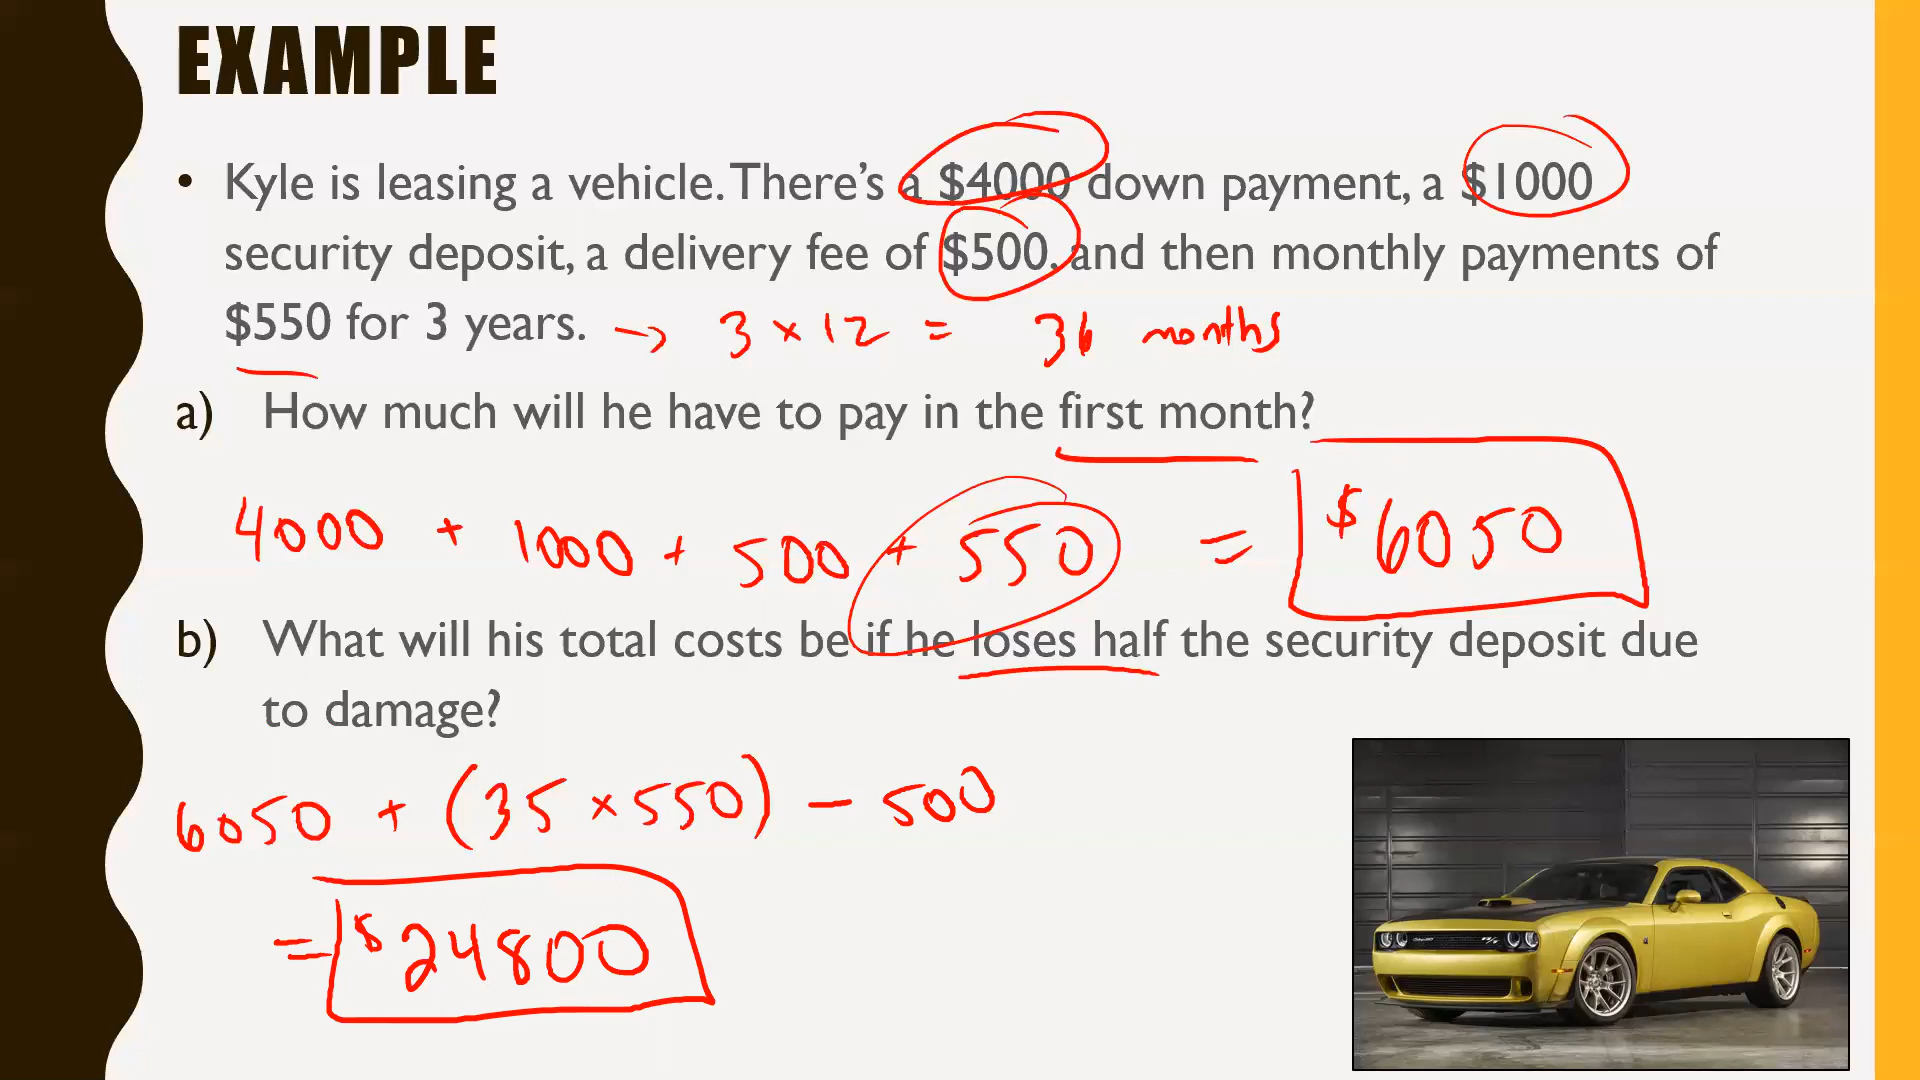 EXAMPLE
• Kyle is leasing a vehicle. There's a $4000 down payment, a $1000
security deposit, a delivery fee of $500, and then monthly payments of
$550 for 3 years. → 3 × 12 = 36 months
a) How much will he have to pay in the first month?
4000 + 1000 + 500 + 550 = $6050
b) What will his total costs be if he loses half the security deposit due
to damage?
6050 + (35 × 550) - 500
= $24800